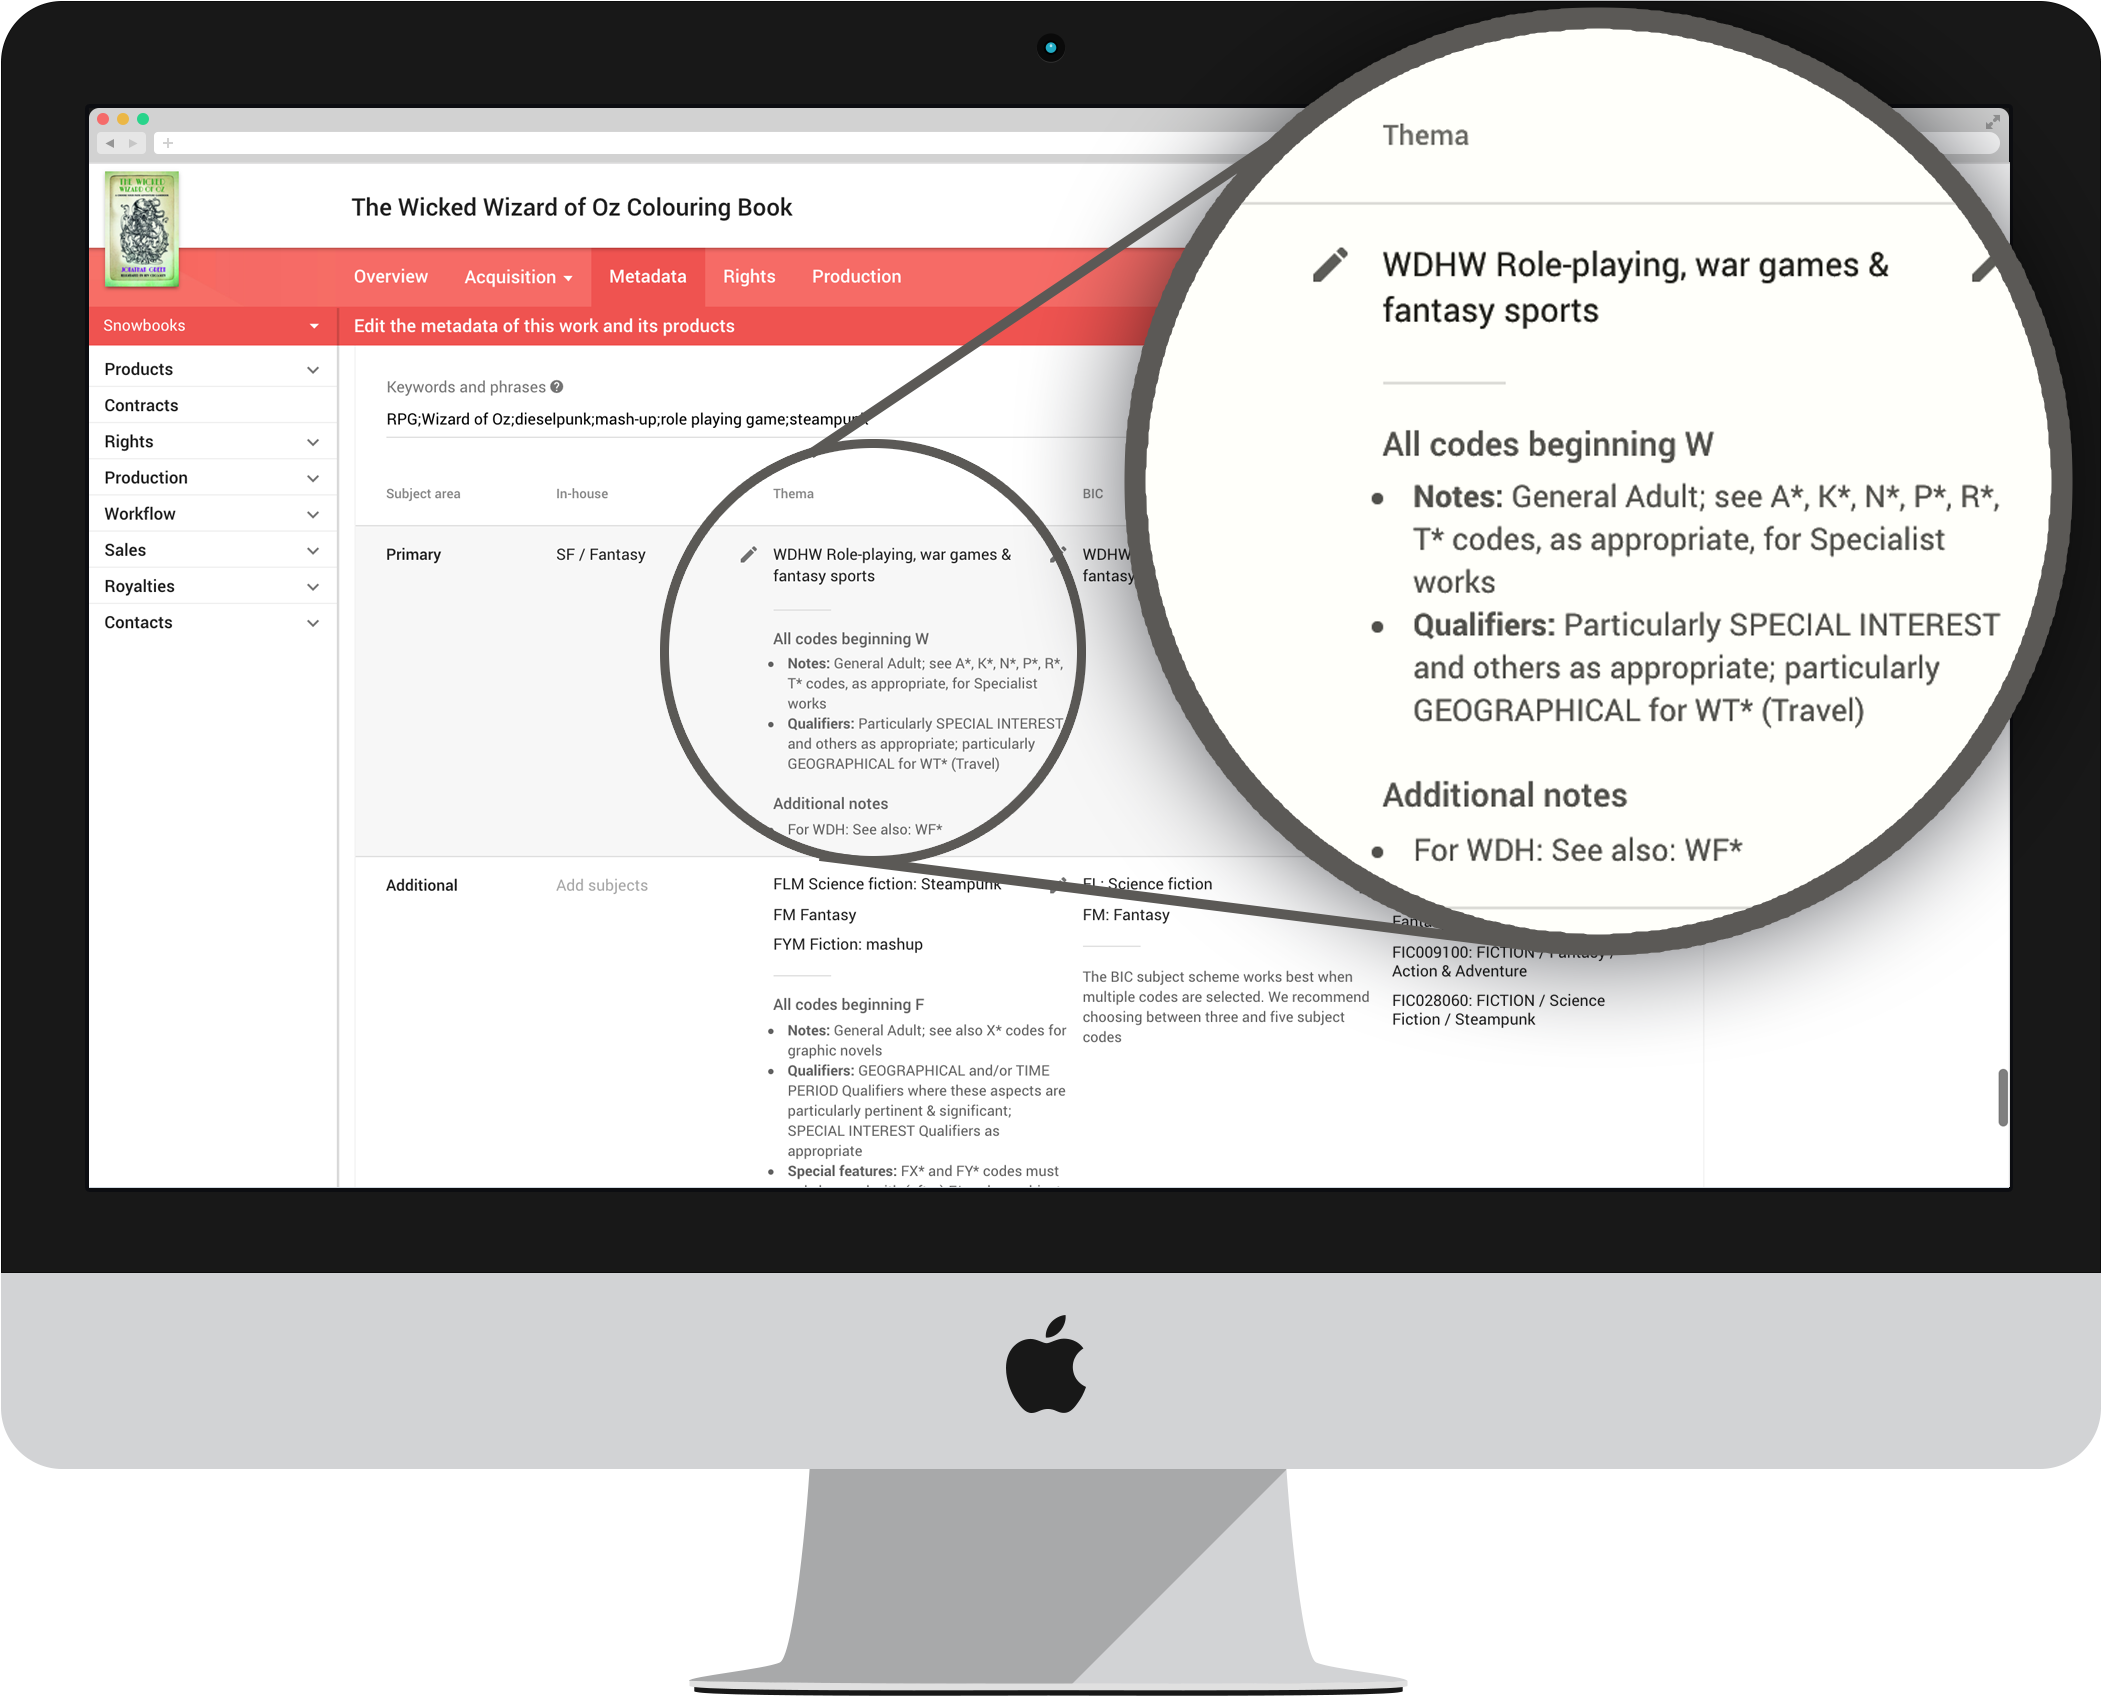 THE WICKED
WIZARD OF OZ
JONATHAN GREEN
The Wicked Wizard of Oz Colouring Book
Overview
Acquisition
Metadata
Rights
Production
Snowbooks
Edit the metadata of this work and its products
Products
Contracts
Rights
Production
Workflow
Sales
Royalties
Contacts
Keywords and phrases
RPG;Wizard of Oz;dieselpunk;mash-up;role playing game;steampunk
Subject area
In-house
Thema
BIC
Primary
SF / Fantasy
WDHW Role-playing, war games &
fantasy sports
All codes beginning W
Notes: General Adult; see A*, K*, N*, P*, R*,
T* codes, as appropriate, for Specialist
works
Qualifiers: Particularly SPECIAL INTEREST
and others as appropriate; particularly
GEOGRAPHICAL for WT* (Travel)
Additional notes
For WDH: See also: WF*
WDHW
fantasy
Additional
Add subjects
FLM Science fiction: Steampunk
FM Fantasy
FYM Fiction: mashup
All codes beginning F
Notes: General Adult; see also X* codes for
graphic novels
Qualifiers: GEOGRAPHICAL and/or TIME
PERIOD Qualifiers where these aspects are
particularly pertinent & significant;
SPECIAL INTEREST Qualifiers as
appropriate
Special features: FX* and FY* codes must
FL: Science fiction
FM: Fantasy
The BIC subject scheme works best when
multiple codes are selected. We recommend
choosing between three and five subject
codes
FIC009100: FICTION / Fantasy /
Action & Adventure
FIC028060: FICTION / Science
Fiction / Steampunk
Thema
WDHW Role-playing, war games &
fantasy sports
All codes beginning W
Notes: General Adult; see A*, K*, N*, P*, R*,
T* codes, as appropriate, for Specialist
works
Qualifiers: Particularly SPECIAL INTEREST
and others as appropriate; particularly
GEOGRAPHICAL for WT* (Travel)
Additional notes
For WDH: See also: WF*